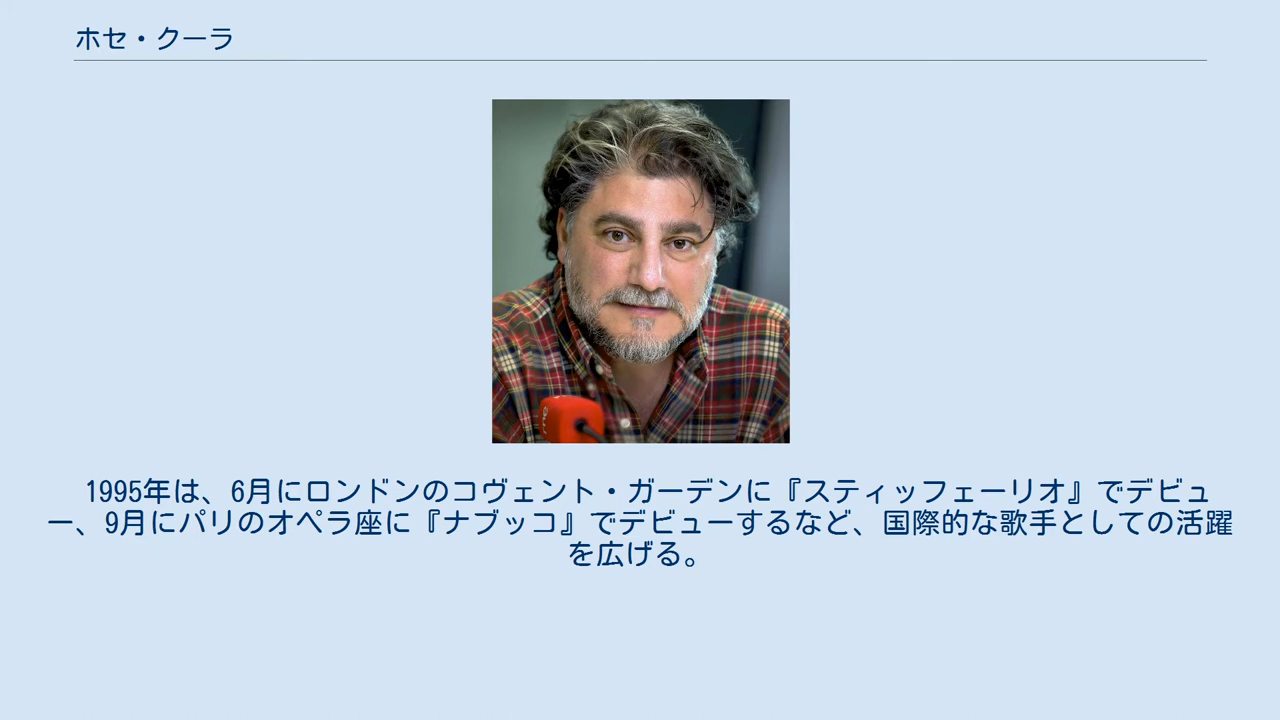 ホセ・クーラ
1995年は、6月にロンドンのコヴェント・ガーデンに『スティッフェーリオ』でデビュ
ー、9月にパリのオペラ座に『ナブッコ』でデビューするなど、国際的な歌手としての活躍
を広げる。